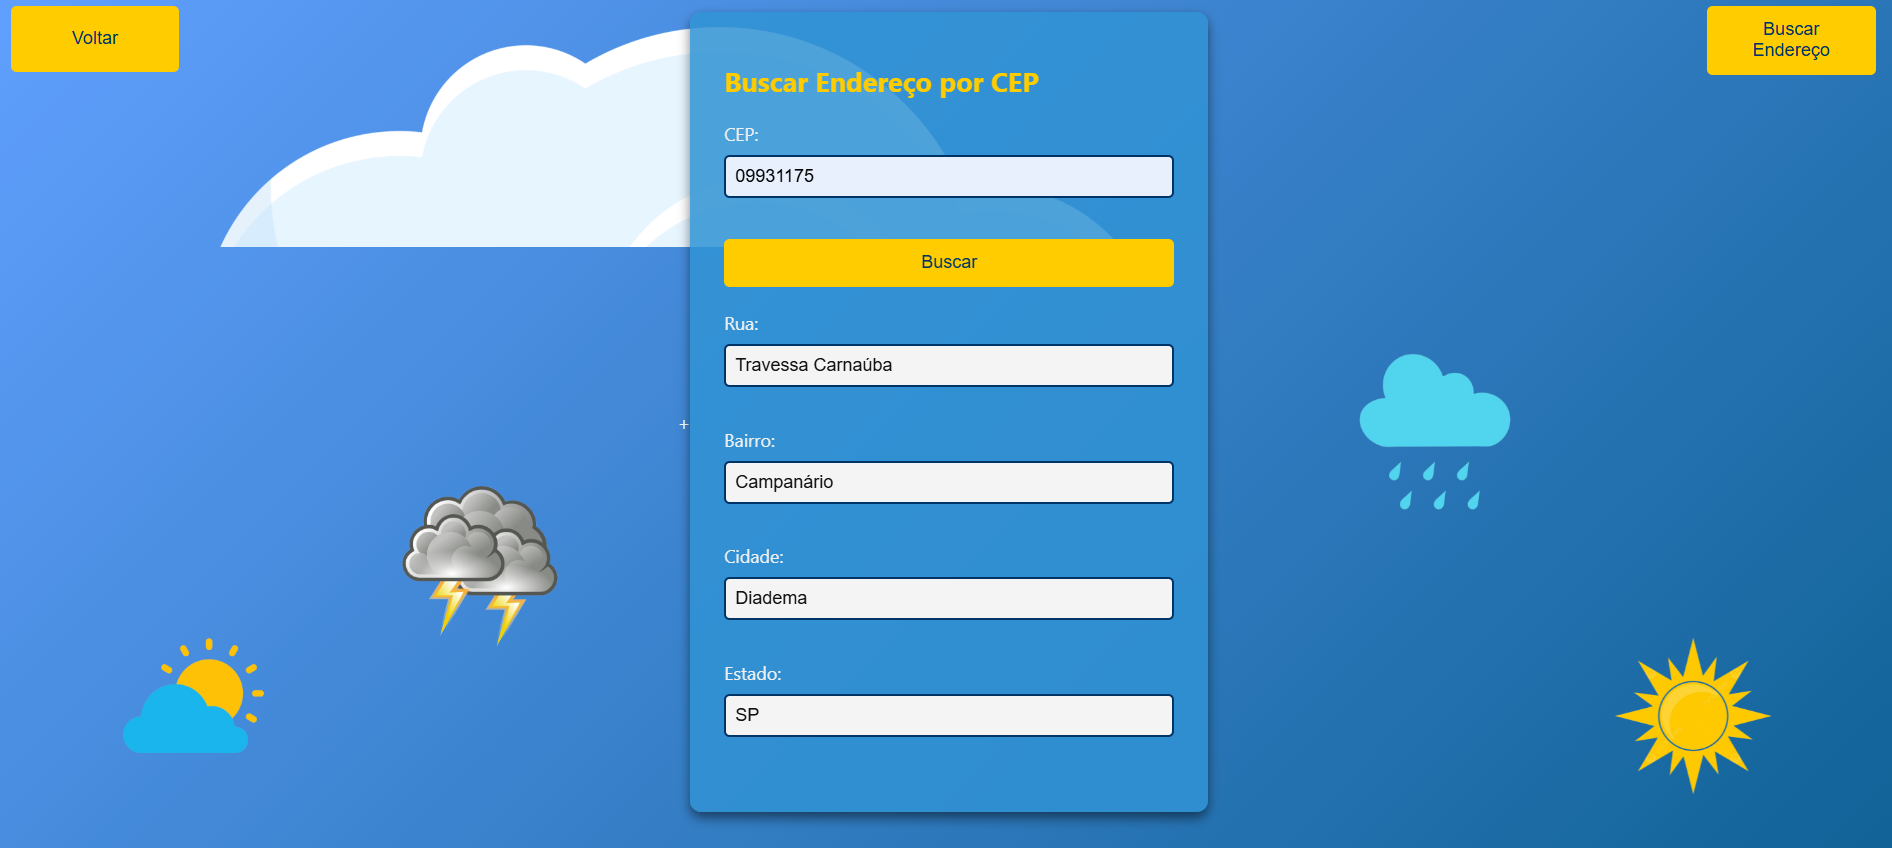 Voltar
Buscar
Endereço
Buscar Endereço por CEP
CEP:
09931175
Buscar
Rua:
Travessa Carnaúba
+
Bairro:
Campanário
Cidade:
Diadema
Estado:
SP